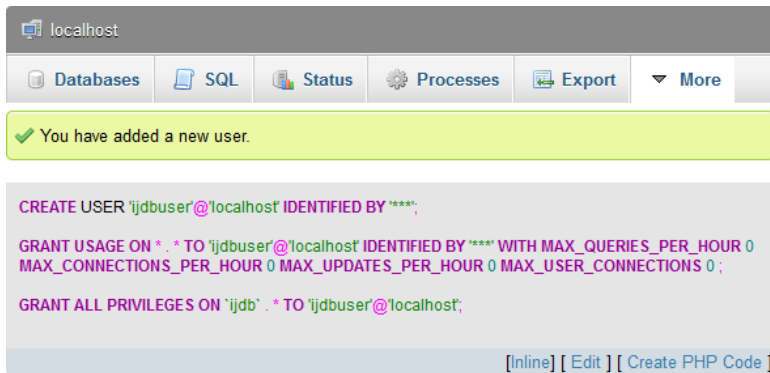 localhost
Databases SQL Status Processes Export More
You have added a new user.
CREATE USER 'ijdbuser'@'localhost' IDENTIFIED BY '***';
GRANT USAGE ON * . * TO 'ijdbuser'@'localhost' IDENTIFIED BY '***' WITH MAX_QUERIES_PER_HOUR 0
MAX_CONNECTIONS_PER_HOUR 0 MAX_UPDATES_PER_HOUR 0 MAX_USER_CONNECTIONS 0 ;
GRANT ALL PRIVILEGES ON `ijdb` . * TO 'ijdbuser'@'localhost';
[Inline] [ Edit ] [ Create PHP Code ]